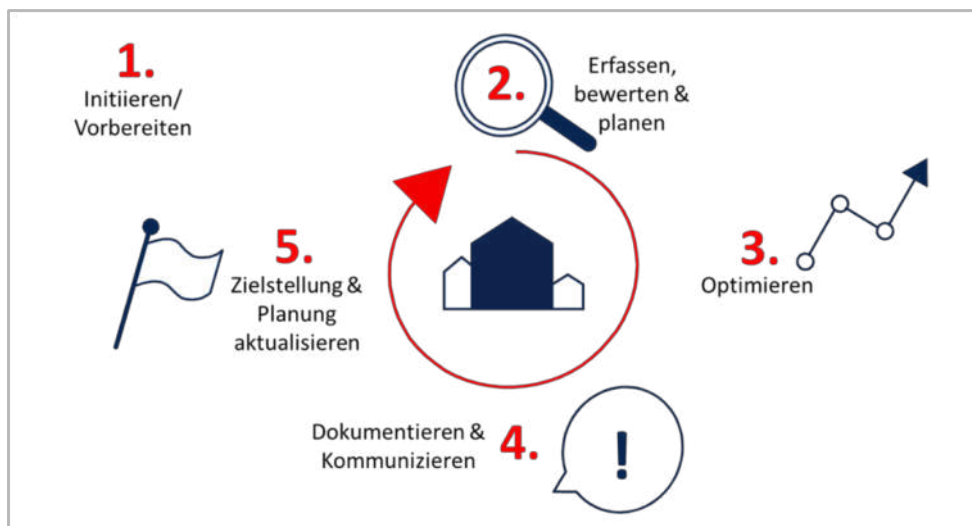 1.
Initiieren/
Vorbereiten
2.
Erfassen,
bewerten &
planen
3.
Optimieren
4.
Dokumentieren &
Kommunizieren
!
5.
Zielstellung &
Planung
aktualisieren